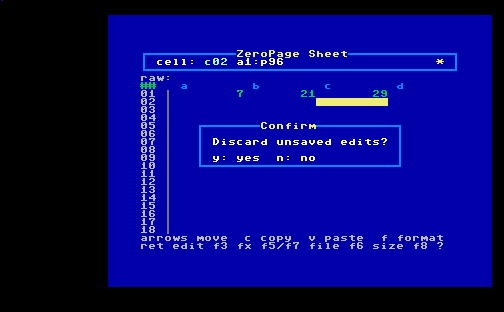 ZeroPage Sheet
cell: c02 a1:p96 *
raw:
## a b c d
01 7 21 29
02
03
04
05
06
07
08
09
10
11
12
13
14
15
16
17
18
Confirm
Discard unsaved edits?
y: yes n: no
arrows move c copy v paste f format
ret edit f3 fx f5/f7 file f6 size f8 ?